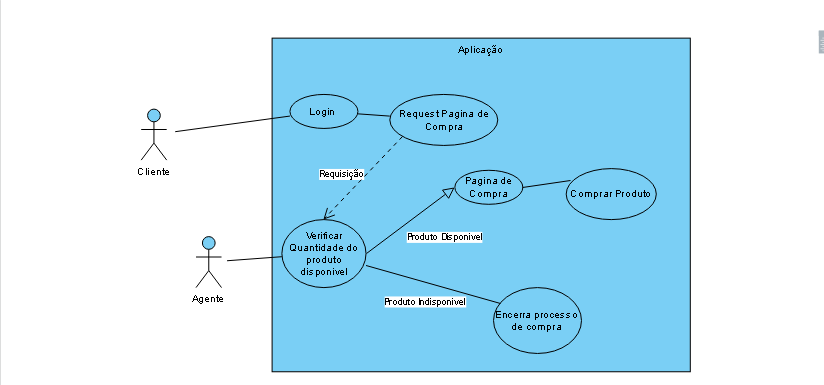 Aplicação
Login
Request Pagina de
Compra
Cliente
Requisição
Pagina de
Compra
Comprar Produto
Verificar
Quantidade do
produto
disponivel
Produto Disponivel
Agente
Produto Indisponivel
Encerra processo
de compra